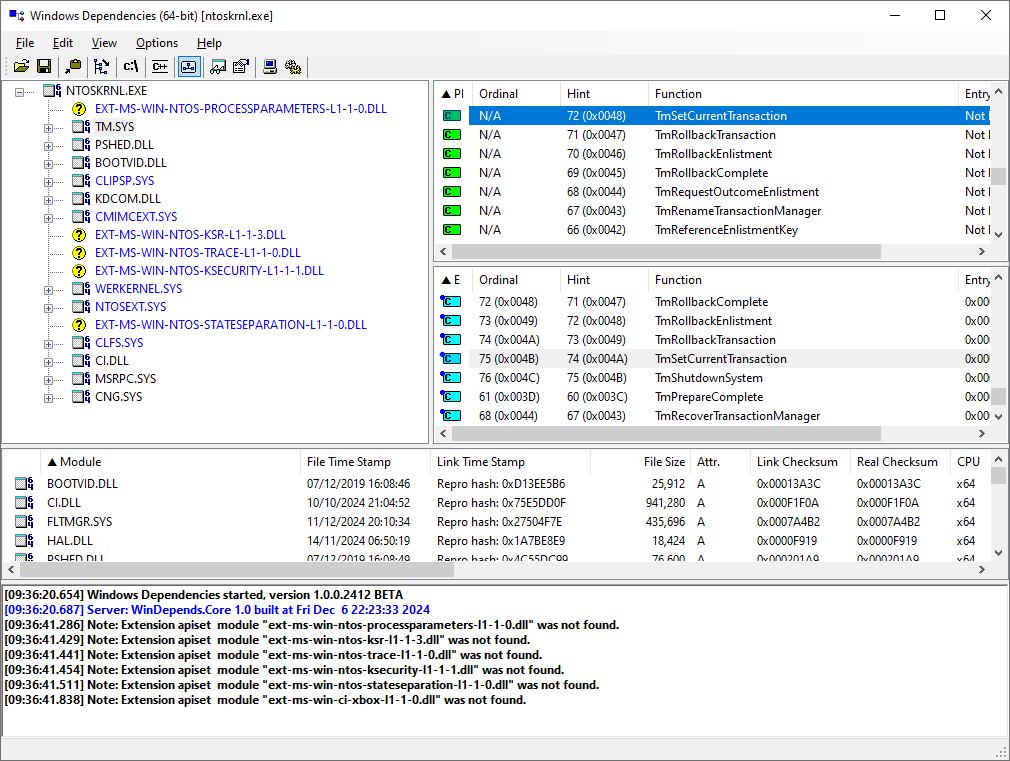 Windows Dependencies (64-bit) [ntoskrnl.exe]
File Edit View Options Help
C:\ C++
NTOSKRNL.EXE
EXT-MS-WIN-NTOS-PROCESSPARAMETERS-L1-1-0.DLL
TM.SYS
PSHED.DLL
BOOTVID.DLL
CLIPSP.SYS
KDCOM.DLL
CMIMCEXT.SYS
EXT-MS-WIN-NTOS-KSR-L1-1-3.DLL
EXT-MS-WIN-NTOS-TRACE-L1-1-0.DLL
EXT-MS-WIN-NTOS-KSECURITY-L1-1-1.DLL
WERKERNEL.SYS
NTOSEXT.SYS
EXT-MS-WIN-NTOS-STATESEPARATION-L1-1-0.DLL
CLFS.SYS
CI.DLL
MSRPC.SYS
CNG.SYS
PI Ordinal Hint Function Entry
C N/A 72 (0x0048) TmSetCurrentTransaction Not
C N/A 71 (0x0047) TmRollbackTransaction Not
C N/A 70 (0x0046) TmRollbackEnlistment Not
C N/A 69 (0x0045) TmRollbackComplete Not
C N/A 68 (0x0044) TmRequestOutcomeEnlistment Not
C N/A 67 (0x0043) TmRenameTransactionManager Not
C N/A 66 (0x0042) TmReferenceEnlistmentKey Not
E Ordinal Hint Function Entry
C 72 (0x0048) 71 (0x0047) TmRollbackComplete 0x00
C 73 (0x0049) 72 (0x0048) TmRollbackEnlistment 0x00
C 74 (0x004A) 73 (0x0049) TmRollbackTransaction 0x00
C 75 (0x004B) 74 (0x004A) TmSetCurrentTransaction 0x00
C 76 (0x004C) 75 (0x004B) TmShutdownSystem 0x00
C 61 (0x003D) 60 (0x003C) TmPrepareComplete 0x00
C 68 (0x0044) 67 (0x0043) TmRecoverTransactionManager 0x00
Module File Time Stamp Link Time Stamp File Size Attr. Link Checksum Real Checksum CPU
BOOTVID.DLL 07/12/2019 16:08:46 Repro hash: 0xD13EE5B6 25,912 A 0x00013A3C 0x00013A3C x64
CI.DLL 10/10/2024 21:04:52 Repro hash: 0x75E5DD0F 941,280 A 0x000F1F0A 0x000F1F0A x64
FLTMGR.SYS 11/12/2024 20:10:34 Repro hash: 0x27504F7E 435,696 A 0x0007A4B2 0x0007A4B2 x64
HAL.DLL 14/11/2024 06:50:19 Repro hash: 0x1A7BE8E9 18,424 A 0x0000F919 0x0000F919 x64
PSHED.DLL 07/12/2019 16:08:49 Repro hash: 0x4C55DC99 76,600 A 0x000201A9 0x000201A9 x64
[09:36:20.654] Windows Dependencies started, version 1.0.0.2412 BETA
[09:36:20.687] Server: WinDepends.Core 1.0 built at Fri Dec  6 22:23:33 2024
[09:36:41.286] Note: Extension apiset  module "ext-ms-win-ntos-processparameters-l1-1-0.dll" was not found.
[09:36:41.429] Note: Extension apiset  module "ext-ms-win-ntos-ksr-l1-1-3.dll" was not found.
[09:36:41.441] Note: Extension apiset  module "ext-ms-win-ntos-trace-l1-1-0.dll" was not found.
[09:36:41.454] Note: Extension apiset  module "ext-ms-win-ntos-ksecurity-l1-1-1.dll" was not found.
[09:36:41.511] Note: Extension apiset  module "ext-ms-win-ntos-stateseparation-l1-1-0.dll" was not found.
[09:36:41.838] Note: Extension apiset  module "ext-ms-win-ci-xbox-l1-1-0.dll" was not found.